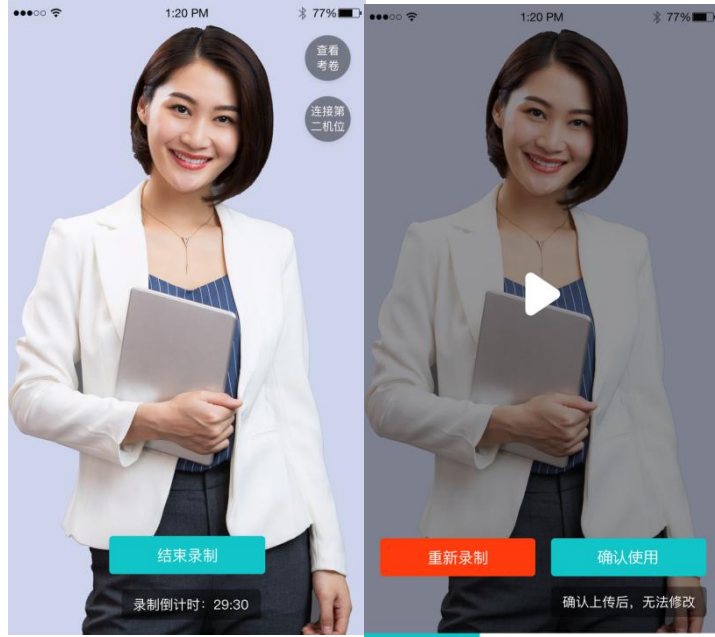 1:20 PM
77%
查看
考卷
连接第
二机位
结束录制
录制倒计时：29:30
1:20 PM
77%
重新录制
确认使用
确认上传后，无法修改